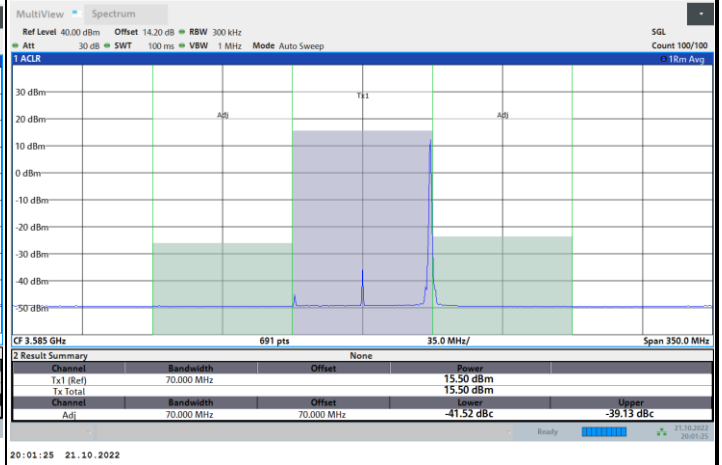 MultiView Spectrum
Ref Level 40.00 dBm Offset 14.20 dB RBW 300 kHz SGL
Att 30 dB SWT 100 ms VBW 1 MHz Mode Auto Sweep Count 100/100
1 ACLR 1Rm Avg
30 dBm
Tx1
20 dBm
Adj Adj
10 dBm
0 dBm
-10 dBm
-20 dBm
-30 dBm
-40 dBm
-50 dBm
CF 3.585 GHz 691 pts 35.0 MHz/ Span 350.0 MHz
2 Result Summary None
Channel Bandwidth Offset Power
Tx1 (Ref) 70.000 MHz 15.50 dBm
Tx Total 15.50 dBm
Channel Bandwidth Offset Lower Upper
Adj 70.000 MHz 70.000 MHz -41.52 dBc -39.13 dBc
Ready 21.10.2022
20:01:25
20:01:25 21.10.2022